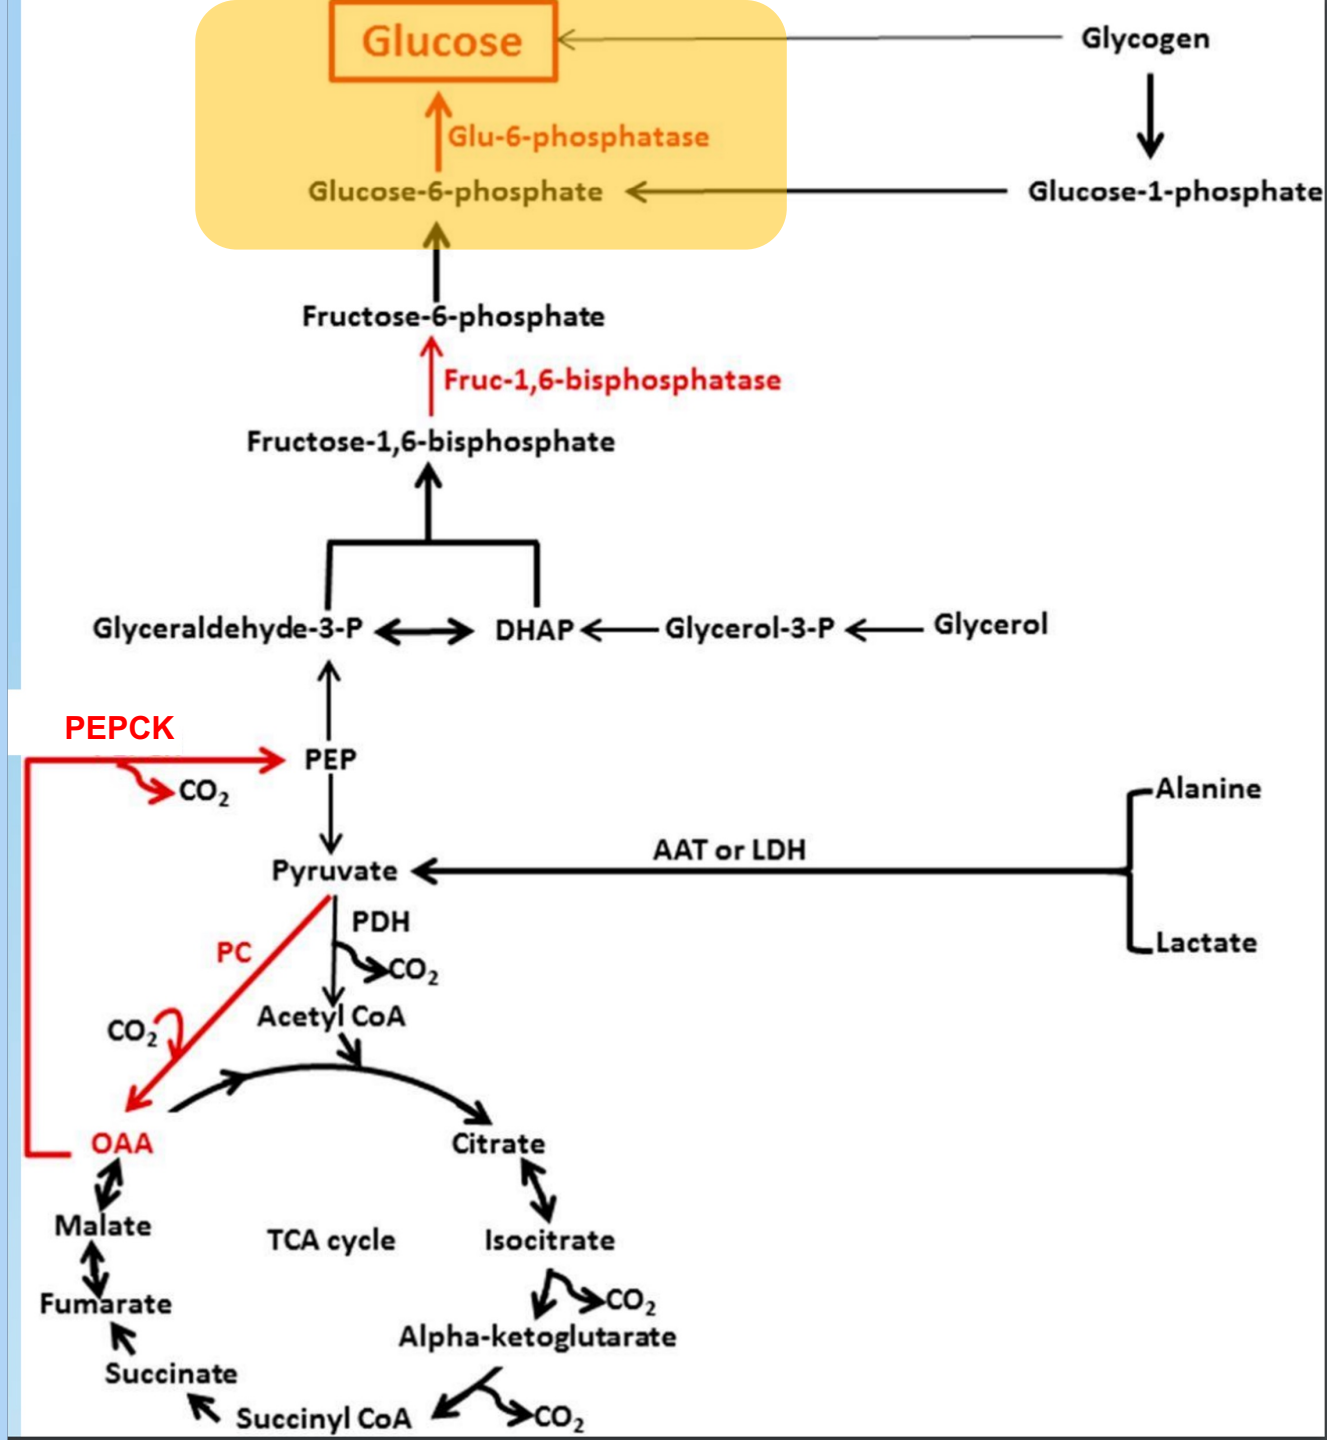 Glucose
Glycogen
Glu-6-phosphatase
Glucose-6-phosphate
Glucose-1-phosphate
Fructose-6-phosphate
Fruc-1,6-bisphosphatase
Fructose-1,6-bisphosphate
Glyceraldehyde-3-P
DHAP
Glycerol-3-P
Glycerol
PEPCK
PEP
CO₂
Alanine
AAT or LDH
Pyruvate
PDH
Lactate
PC
CO₂
Acetyl CoA
CO₂
OAA
Citrate
Malate
TCA cycle
Isocitrate
Fumarate
CO₂
Alpha-ketoglutarate
Succinate
Succinyl CoA
CO₂